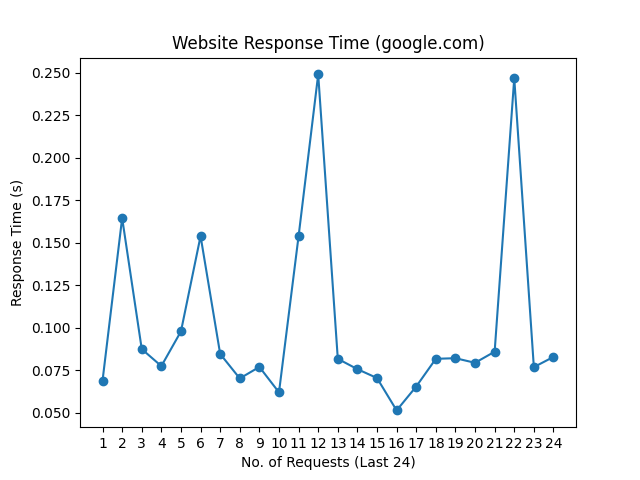 Website Response Time (google.com)
0.250
0.225
0.200
0.175
0.150
0.125
0.100
0.075
0.050
Response Time (s)
1 2 3 4 5 6 7 8 9 10 11 12 13 14 15 16 17 18 19 20 21 22 23 24
No. of Requests (Last 24)